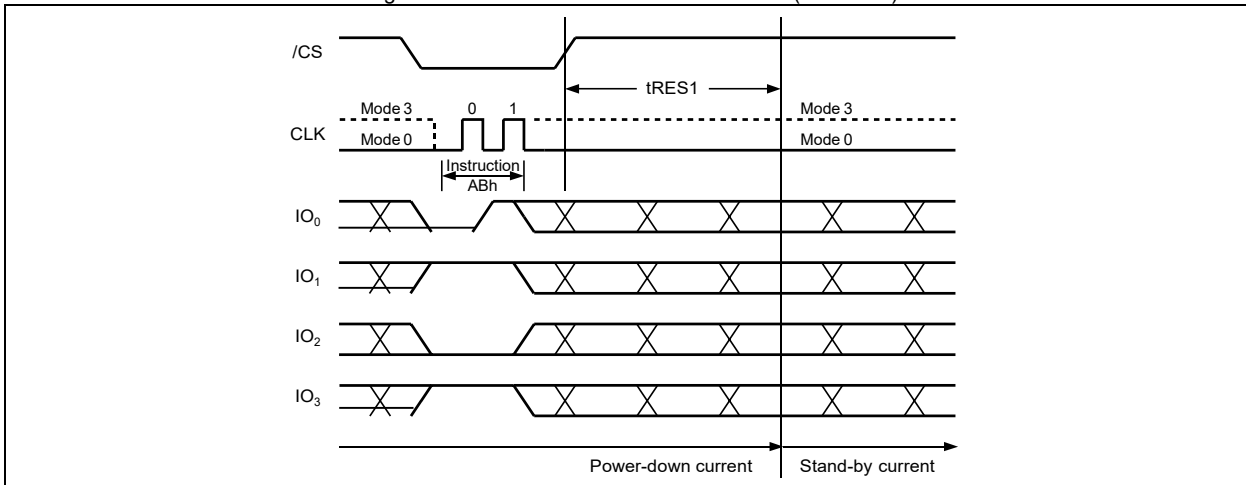 /CS
tRES1
Mode 3 0 1 Mode 3
CLK
Mode 0 Mode 0
Instruction
ABh
IO0
IO1
IO2
IO3
Power-down current Stand-by current